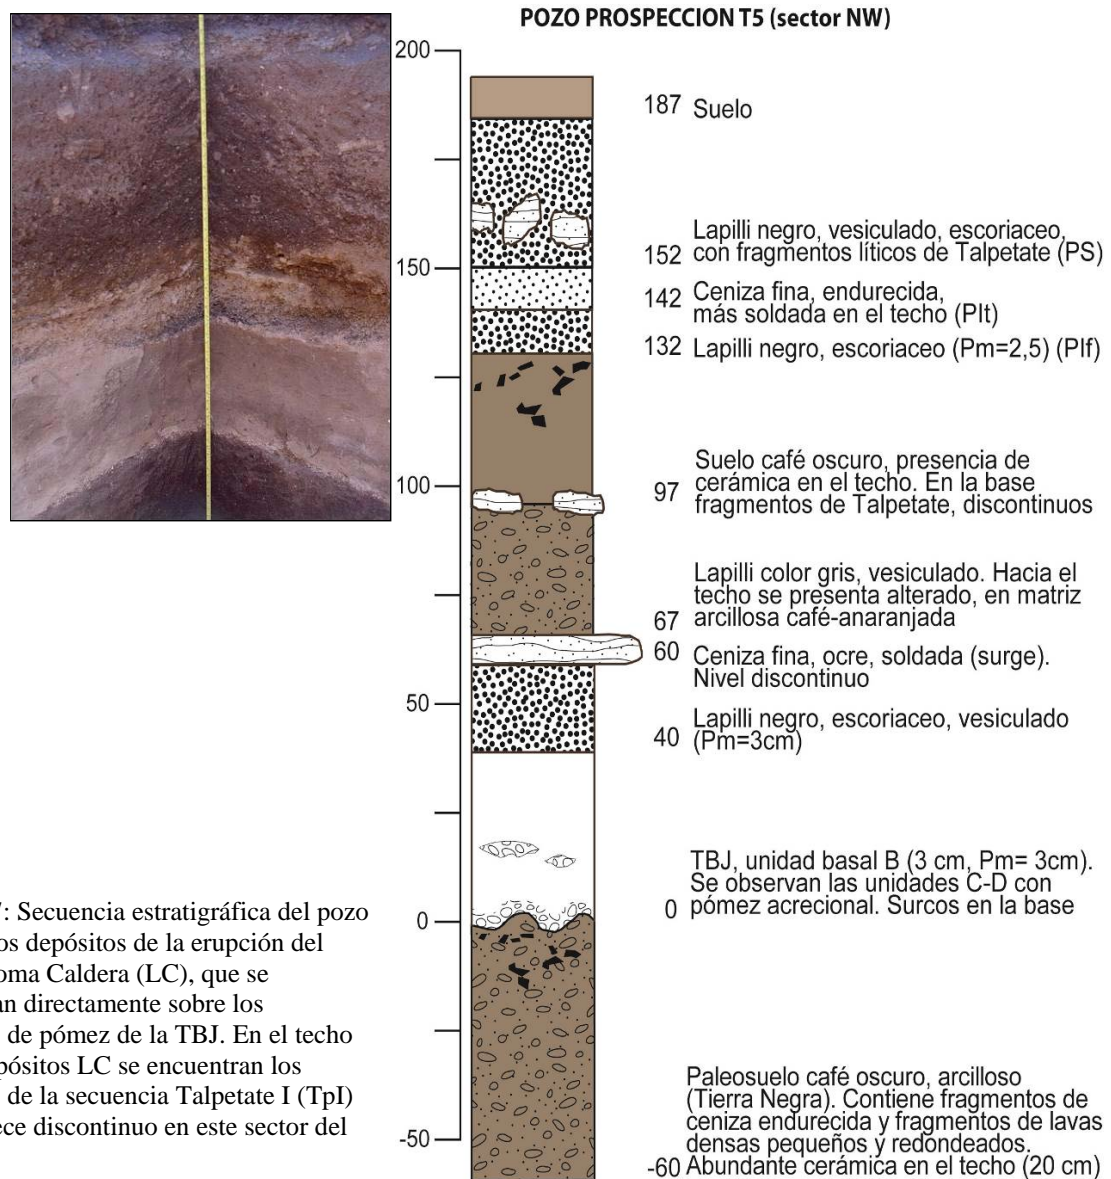 POZO PROSPECCION T5 (sector NW)
200
187 Suelo
Lapilli negro, vesiculado, escoriaceo,
152 con fragmentos líticos de Talpetate (PS)
150
142 Ceniza fina, endurecida,
más soldada en el techo (PIt)
132 Lapilli negro, escoriaceo (Pm=2,5) (PIf)
100
Suelo café oscuro, presencia de
97 cerámica en el techo. En la base
fragmentos de Talpetate, discontinuos
Lapilli color gris, vesiculado. Hacia el
techo se presenta alterado, en matriz
67 arcillosa café-anaranjada
60 Ceniza fina, ocre, soldada (surge).
Nivel discontinuo
50
Lapilli negro, escoriaceo, vesiculado
40 (Pm=3cm)
TBJ, unidad basal B (3 cm, Pm= 3cm).
Se observan las unidades C-D con
0 pómez acrecional. Surcos en la base
0
Paleosuelo café oscuro, arcilloso
(Tierra Negra). Contiene fragmentos de
ceniza endurecida y fragmentos de lavas
densas pequeños y redondeados.
-60 Abundante cerámica en el techo (20 cm)
-50
: Secuencia estratigráfica del pozo
os depósitos de la erupción del
oma Caldera (LC), que se
an directamente sobre los
de pómez de la TBJ. En el techo
pósitos LC se encuentran los
de la secuencia Talpetate I (TpI)
ece discontinuo en este sector del